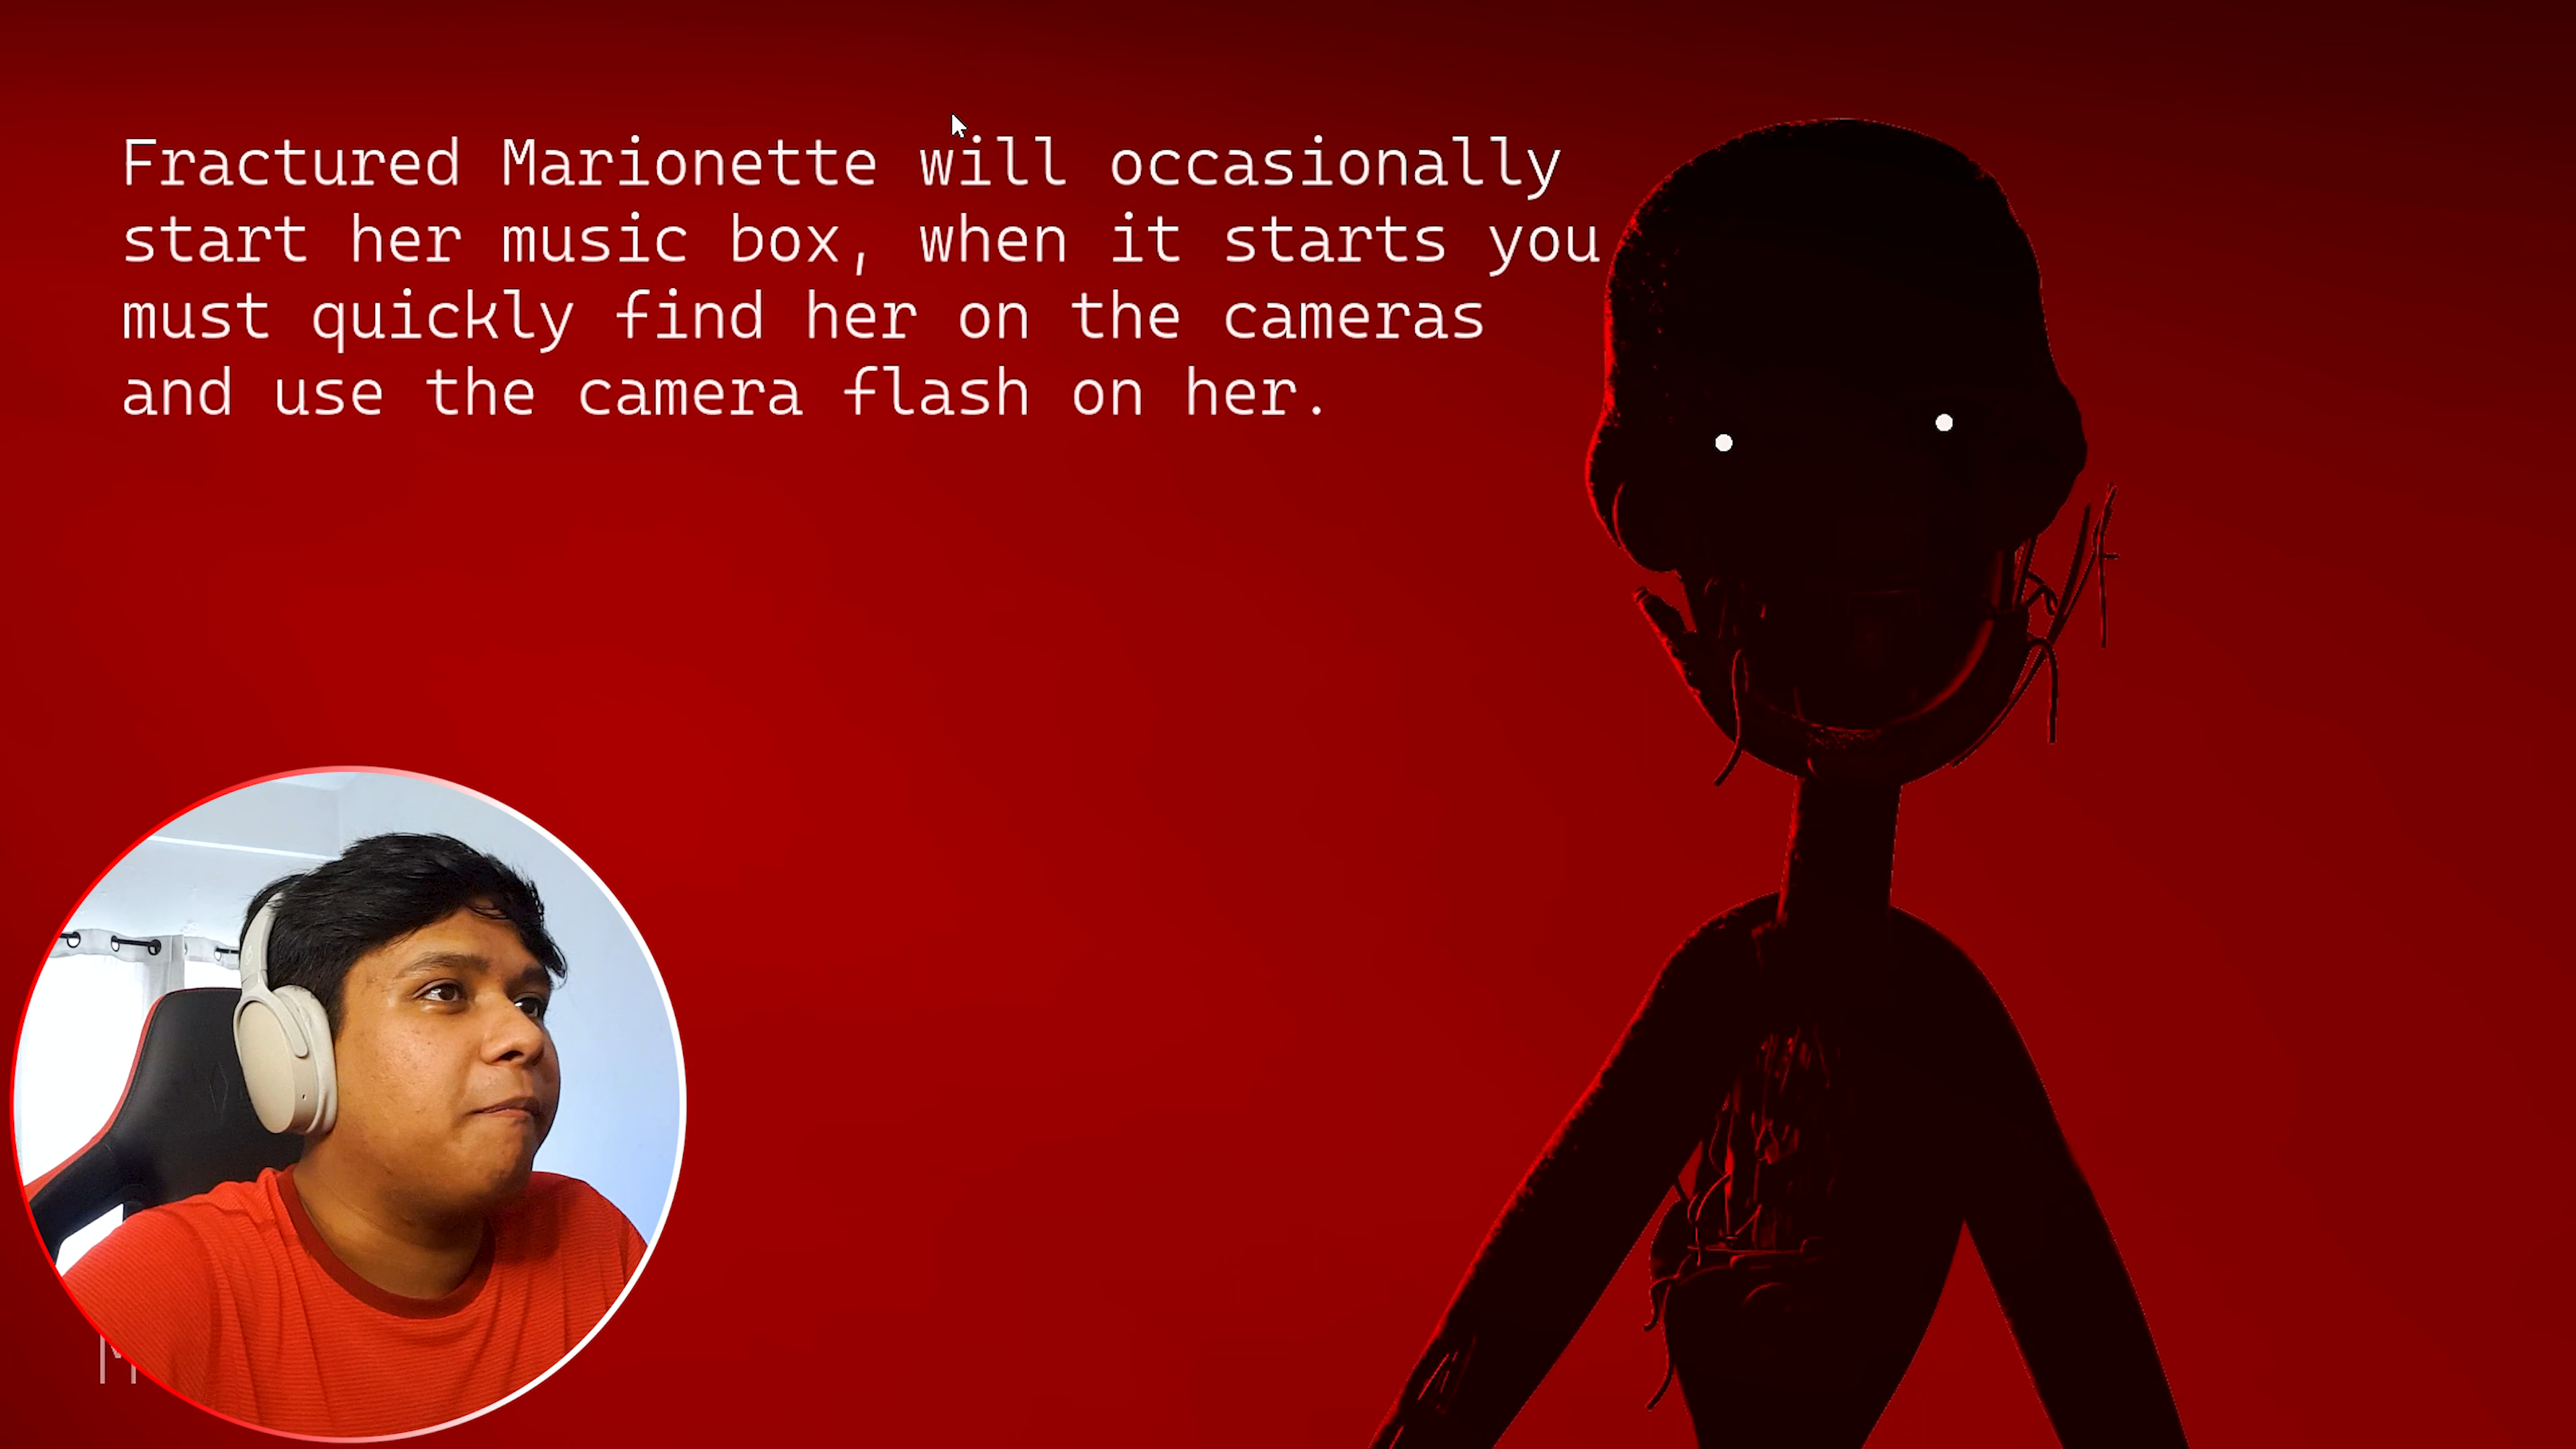 Fractured Marionette will occasionally
start her music box, when it starts you
must quickly find her on the cameras
and use the camera flash on her.